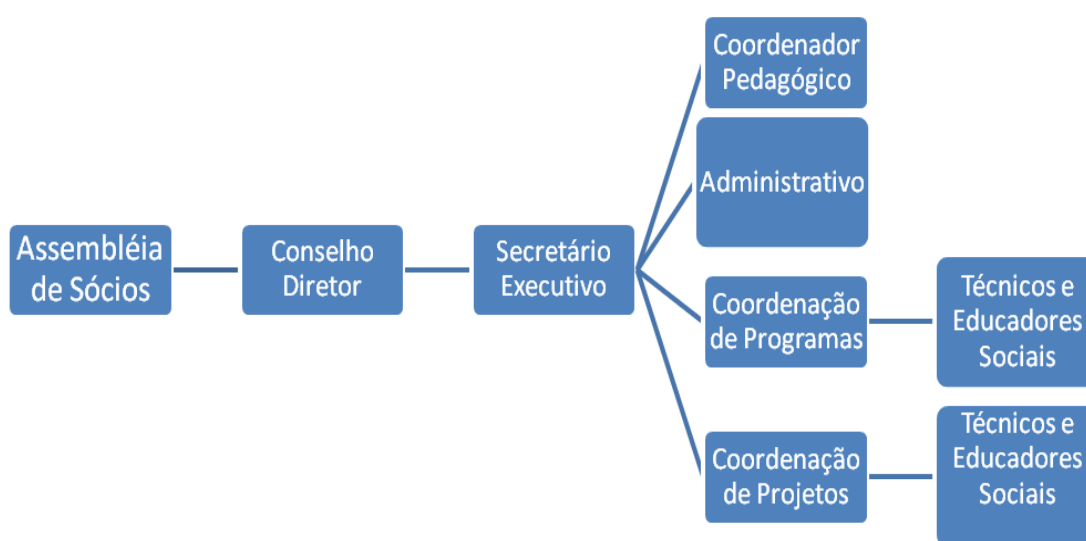 Assembléia
de Sócios
Conselho
Diretor
Secretário
Executivo
Coordenador
Pedagógico
Administrativo
Coordenação
de Programas
Técnicos e
Educadores
Sociais
Coordenação
de Projetos
Técnicos e
Educadores
Sociais